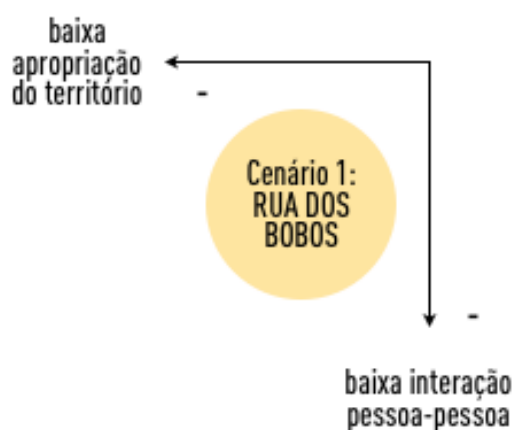 baixa
apropriação
do território
-
Cenário 1:
RUA DOS
BOBOS
-
baixa interação
pessoa-pessoa